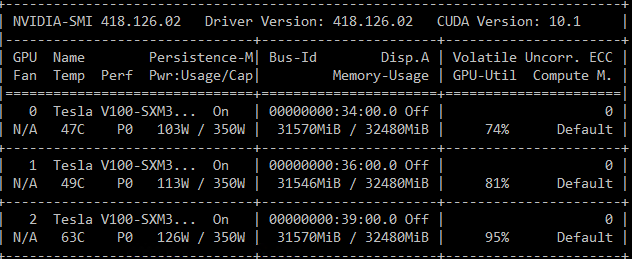 NVIDIA-SMI 418.126.02 Driver Version: 418.126.02 CUDA Version: 10.1
GPU Name Persistence-M| Bus-Id Disp.A | Volatile Uncorr. ECC
Fan Temp Perf Pwr:Usage/Cap| Memory-Usage | GPU-Util Compute M.
0 Tesla V100-SXM3... On | 00000000:34:00.0 Off | 0
N/A 47C P0 103W / 350W | 31570MiB / 32480MiB | 74% Default
1 Tesla V100-SXM3... On | 00000000:36:00.0 Off | 0
N/A 49C P0 113W / 350W | 31546MiB / 32480MiB | 81% Default
2 Tesla V100-SXM3... On | 00000000:39:00.0 Off | 0
N/A 63C P0 126W / 350W | 31570MiB / 32480MiB | 95% Default